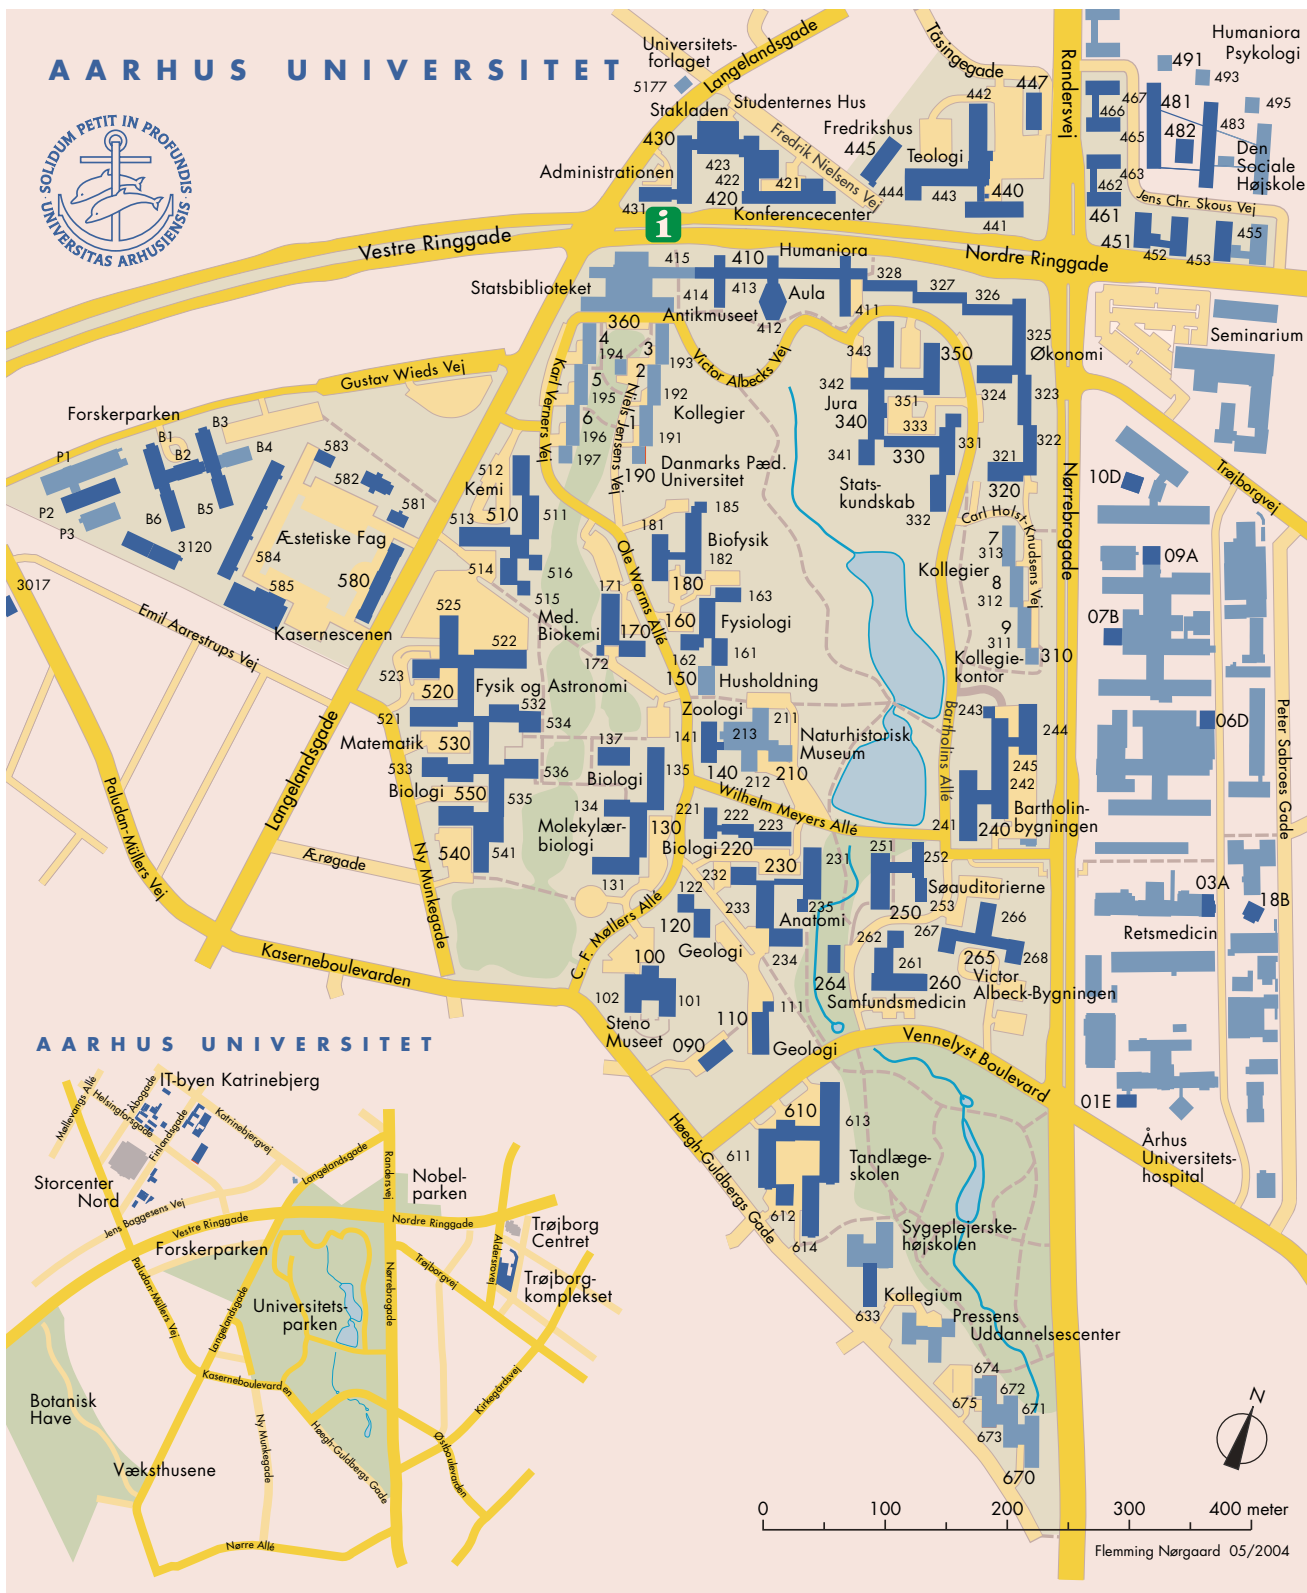 AARHUS UNIVERSITET
SOLIDUM PETIT IN PROFUNDIS
UNIVERSITAS ARHUSIENSIS
Universitets-
forlaget
5177
Langelandsgade
Stakladen
Studenternes Hus
430
423
422
421
420
Administrationen
431
i
Konferencecenter
Fredrik Nielsens Vej
Fredrikshus
445
444
Teologi
443
442
447
440
441
Tåsingegade
Randersvej
Humaniora
Psykologi
491
493
495
467
466
465
481
482
483
Den
Sociale
Højskole
463
462
461
Jens Chr. Skous Vej
451
452
453
455
Vestre Ringgade
Nordre Ringgade
Statsbiblioteket
415
410
Humaniora
414
413
Aula
Antikmuseet
412
411
328
327
326
325
Økonomi
324
323
322
321
320
Seminarium
360
4
194
3
193
2
5
195
192
Kollegier
6
196
1
191
197
190
Danmarks Pæd.
Universitet
Karl Verners Vej
Niels Jensens Vej
Victor Albecks Vej
343
350
342
Jura
351
340
333
341
330
331
Stats-
kundskab
332
Gustav Wieds Vej
Forskerparken
B1
B2
B3
B4
B5
B6
P1
P2
P3
3120
583
582
581
Æstetiske Fag
584
585
580
Kasernescenen
3017
Emil Aarestrups Vej
512
Kemi
513
510
511
514
516
515
Med.
Biokemi
171
170
172
Ole Worms Allé
181
185
Biofysik
182
180
163
160
Fysiologi
162
161
150
Husholdning
Carl Holst-Knudsens Vej
7
313
Kollegier
8
312
9
311
310
Kollegie-
kontor
Nørrebrogade
Trøjborgvej
10D
09A
07B
06D
Peter Sabroes Gade
525
522
523
520
Fysik og Astronomi
532
521
534
Matematik
530
533
536
Biologi
550
535
540
541
Zoologi
141
213
211
Naturhistorisk
Museum
140
212
210
137
Biologi
135
134
Molekylær-
biologi
130
131
Wilhelm Meyers Allé
Bartholins Allé
243
244
245
242
241
240
Bartholin-
bygningen
221
222
223
Biologi
220
230
231
232
233
235
Anatomi
234
251
252
Søauditorierne
250
253
03A
18B
Retsmedicin
122
120
Geologi
C. F. Møllers Allé
100
102
101
Steno
Museet
090
110
111
Geologi
262
261
264
260
Samfundsmedicin
266
267
265
268
Victor
Albeck-Bygningen
Langelandsgade
Paludan-Müllers Vej
Ærøgade
Ny Munkegade
Kaserneboulevarden
Vennelyst Boulevard
Høegh-Guldbergs Gade
01E
Århus
Universitets-
hospital
610
613
611
Tandlæge-
skolen
612
614
Sygeplejerske-
højskolen
Kollegium
633
Pressens
Uddannelsescenter
674
672
675
671
673
670
AARHUS UNIVERSITET
IT-byen Katrinebjerg
Møllevangs Allé
Helsingforsgade
Åbogade
Finlandsgade
Katrinebjergvej
Storcenter
Nord
Jens Baggesens Vej
Vestre Ringgade
Langelandsgade
Randersvej
Nobel-
parken
Nordre Ringgade
Trøjborg
Centret
Aldersrovej
Trøjborgvej
Trøjborg-
komplekset
Forskerparken
Paludan-Müllers Vej
Langelandsgade
Universitets-
parken
Nørrebrogade
Kaserneboulevarden
Kirkegårdsvej
Botanisk
Have
Ny Munkegade
Høegh-Guldbergs Gade
Østboulevarden
Væksthusene
Nørre Allé
N
0 100 200 300 400 meter
Flemming Nørgaard 05/2004